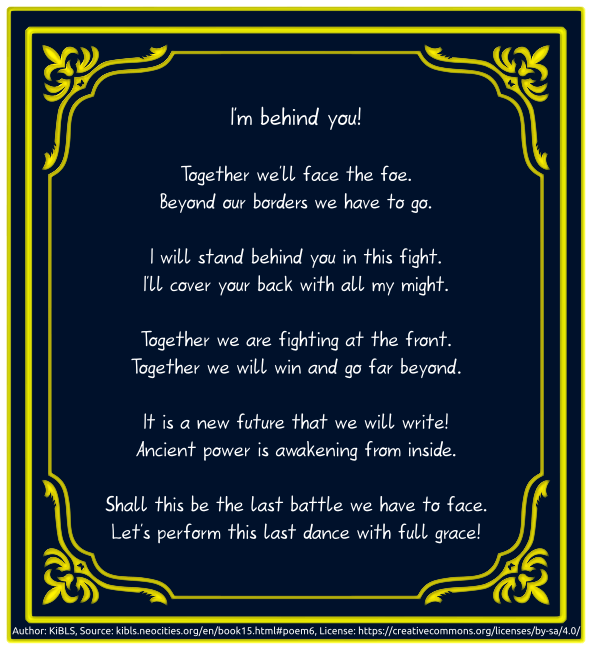 I'm behind you!
Together we'll face the foe.
Beyond our borders we have to go.
I will stand behind you in this fight.
I'll cover your back with all my might.
Together we are fighting at the front.
Together we will win and go far beyond.
It is a new future that we will write!
Ancient power is awakening from inside.
Shall this be the last battle we have to face.
Let's perform this last dance with full grace!
Author: KiBLS, Source: kibls.neocities.org/en/book15.html#poem6, License: https://creativecommons.org/licenses/by-sa/4.0/